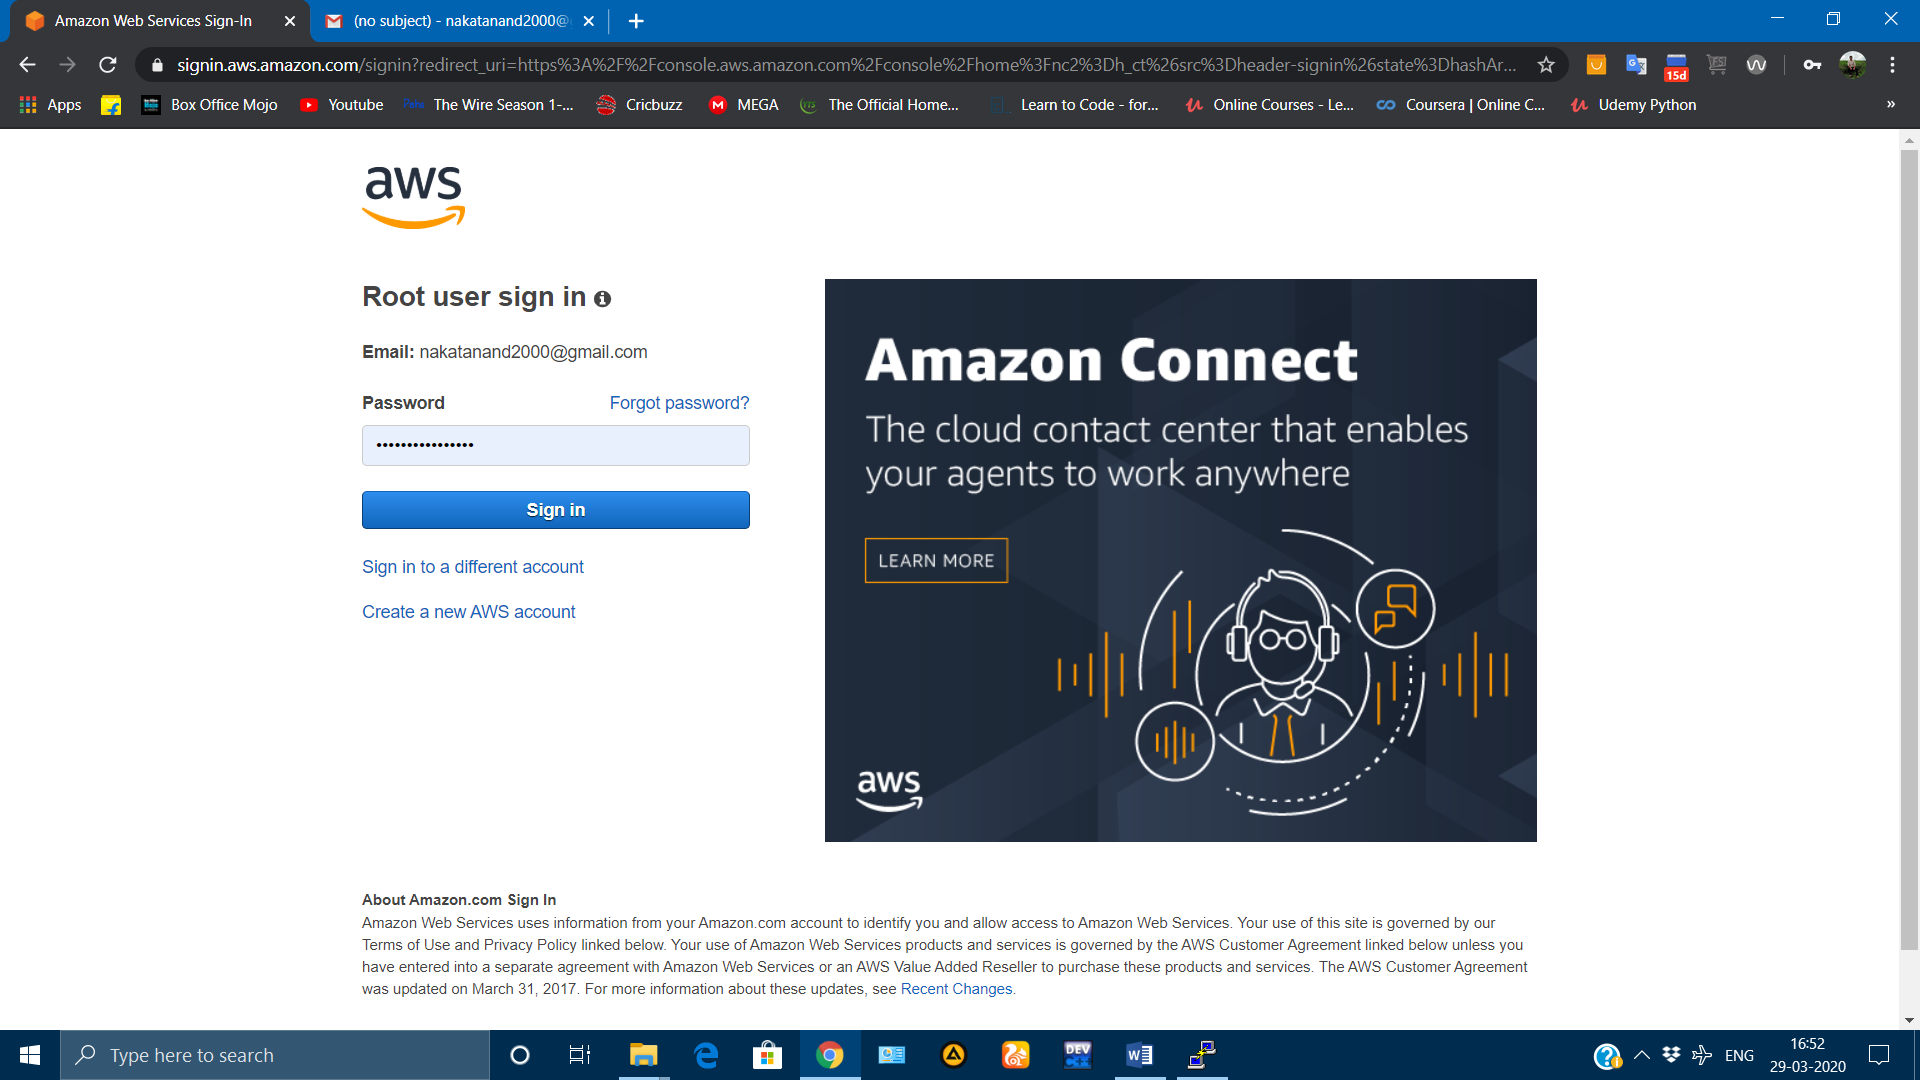 Amazon Web Services Sign-In
(no subject) - nakatanand2000@
signin.aws.amazon.com/signin?redirect_uri=https%3A%2F%2Fconsole.aws.amazon.com%2Fconsole%2Fhome%3Fnc2%3Dh_ct%26src%3Dheader-signin%26state%3DhashAr...
15d
Apps
Box Office Mojo
Youtube
The Wire Season 1-...
Cricbuzz
MEGA
The Official Home...
Learn to Code - for...
Online Courses - Le...
Coursera | Online C...
Udemy Python
»
aws
Root user sign in
Email: nakatanand2000@gmail.com
Password
Forgot password?
Sign in
Sign in to a different account
Create a new AWS account
Amazon Connect
The cloud contact center that enables
your agents to work anywhere
LEARN MORE
aws
About Amazon.com Sign In
Amazon Web Services uses information from your Amazon.com account to identify you and allow access to Amazon Web Services. Your use of this site is governed by our
Terms of Use and Privacy Policy linked below. Your use of Amazon Web Services products and services is governed by the AWS Customer Agreement linked below unless you
have entered into a separate agreement with Amazon Web Services or an AWS Value Added Reseller to purchase these products and services. The AWS Customer Agreement
was updated on March 31, 2017. For more information about these updates, see Recent Changes.
Type here to search
DEV
C++
ENG
16:52
29-03-2020